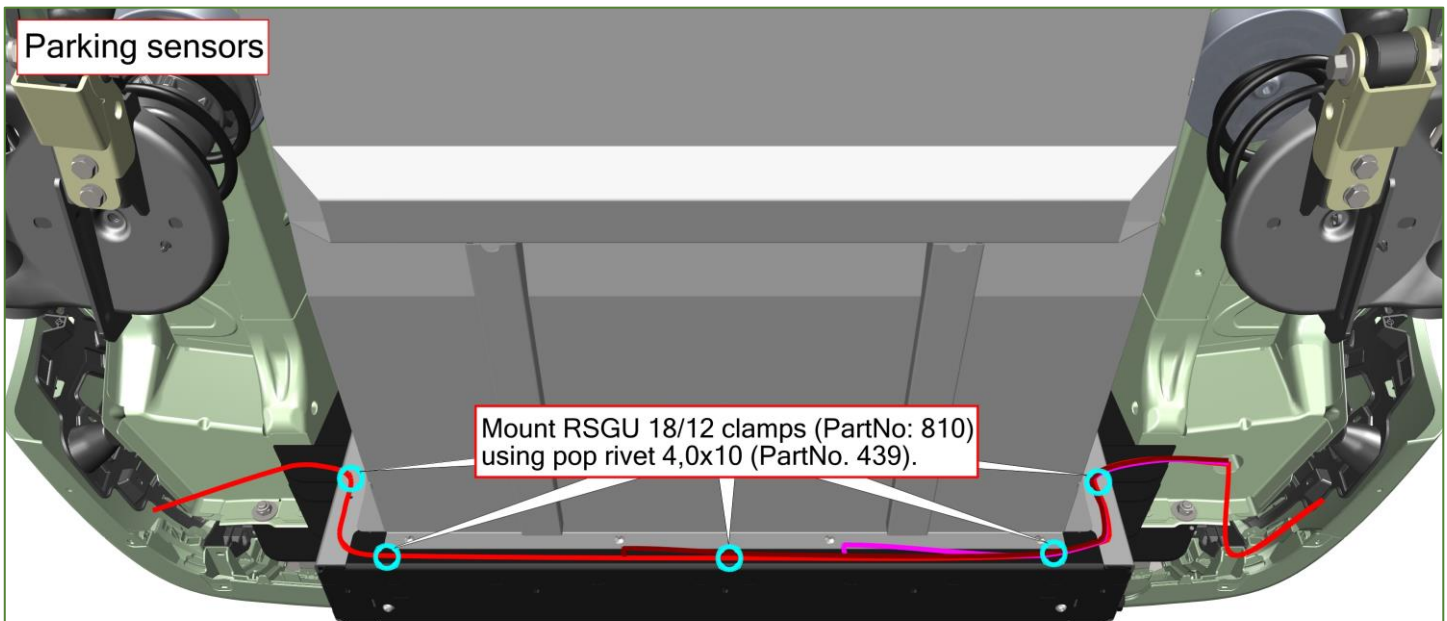 Parking sensors
Mount RSGU 18/12 clamps (PartNo: 810)
using pop rivet 4,0x10 (PartNo. 439).